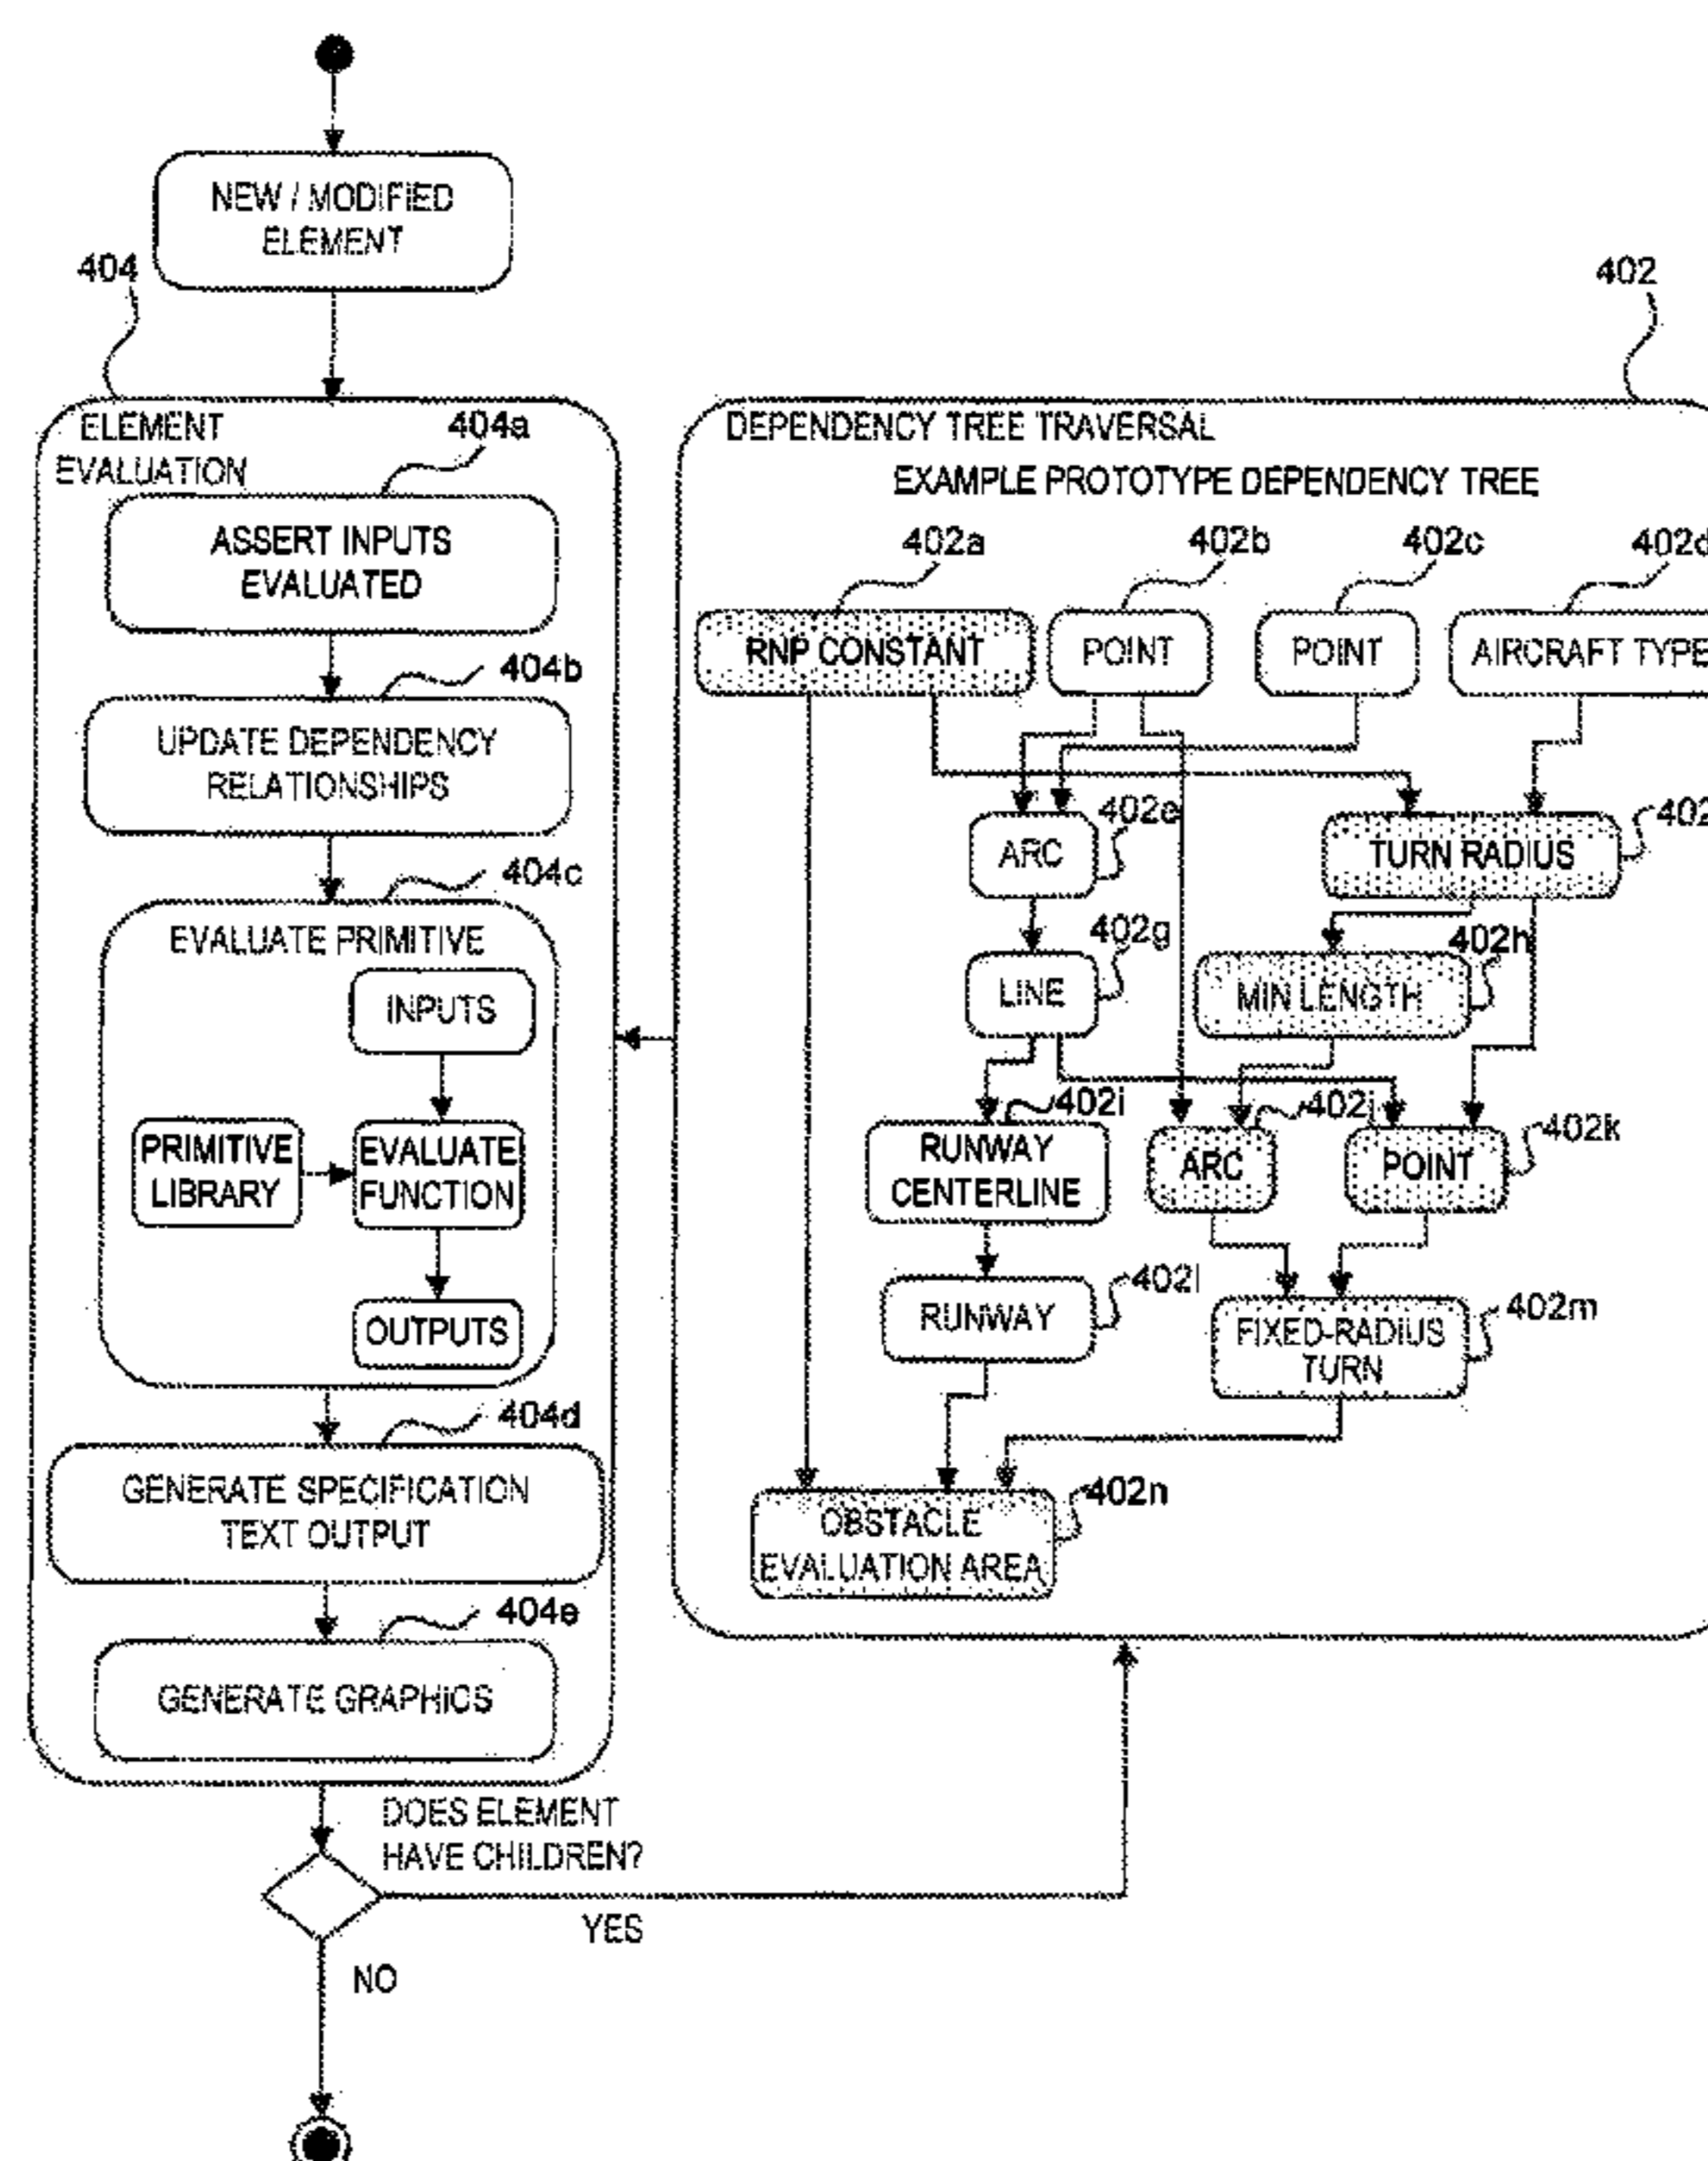 NEW / MODIFIED
ELEMENT
404
402
ELEMENT
EVALUATION
404a
ASSERT INPUTS
EVALUATED
404b
UPDATE DEPENDENCY
RELATIONSHIPS
404c
EVALUATE PRIMITIVE
INPUTS
PRIMITIVE
LIBRARY
EVALUATE
FUNCTION
OUTPUTS
404d
GENERATE SPECIFICATION
TEXT OUTPUT
404e
GENERATE GRAPHICS
DOES ELEMENT
HAVE CHILDREN?
YES
NO
DEPENDENCY TREE TRAVERSAL
EXAMPLE PROTOTYPE DEPENDENCY TREE
402a
402b
402c
402d
RNP CONSTANT
POINT
POINT
AIRCRAFT TYPE
402e
402
ARC
TURN RADIUS
402g
402h
LINE
MIN LENGTH
402i
402j
402k
RUNWAY
CENTERLINE
ARC
POINT
402l
RUNWAY
402m
FIXED-RADIUS
TURN
402n
OBSTACLE
EVALUATION AREA